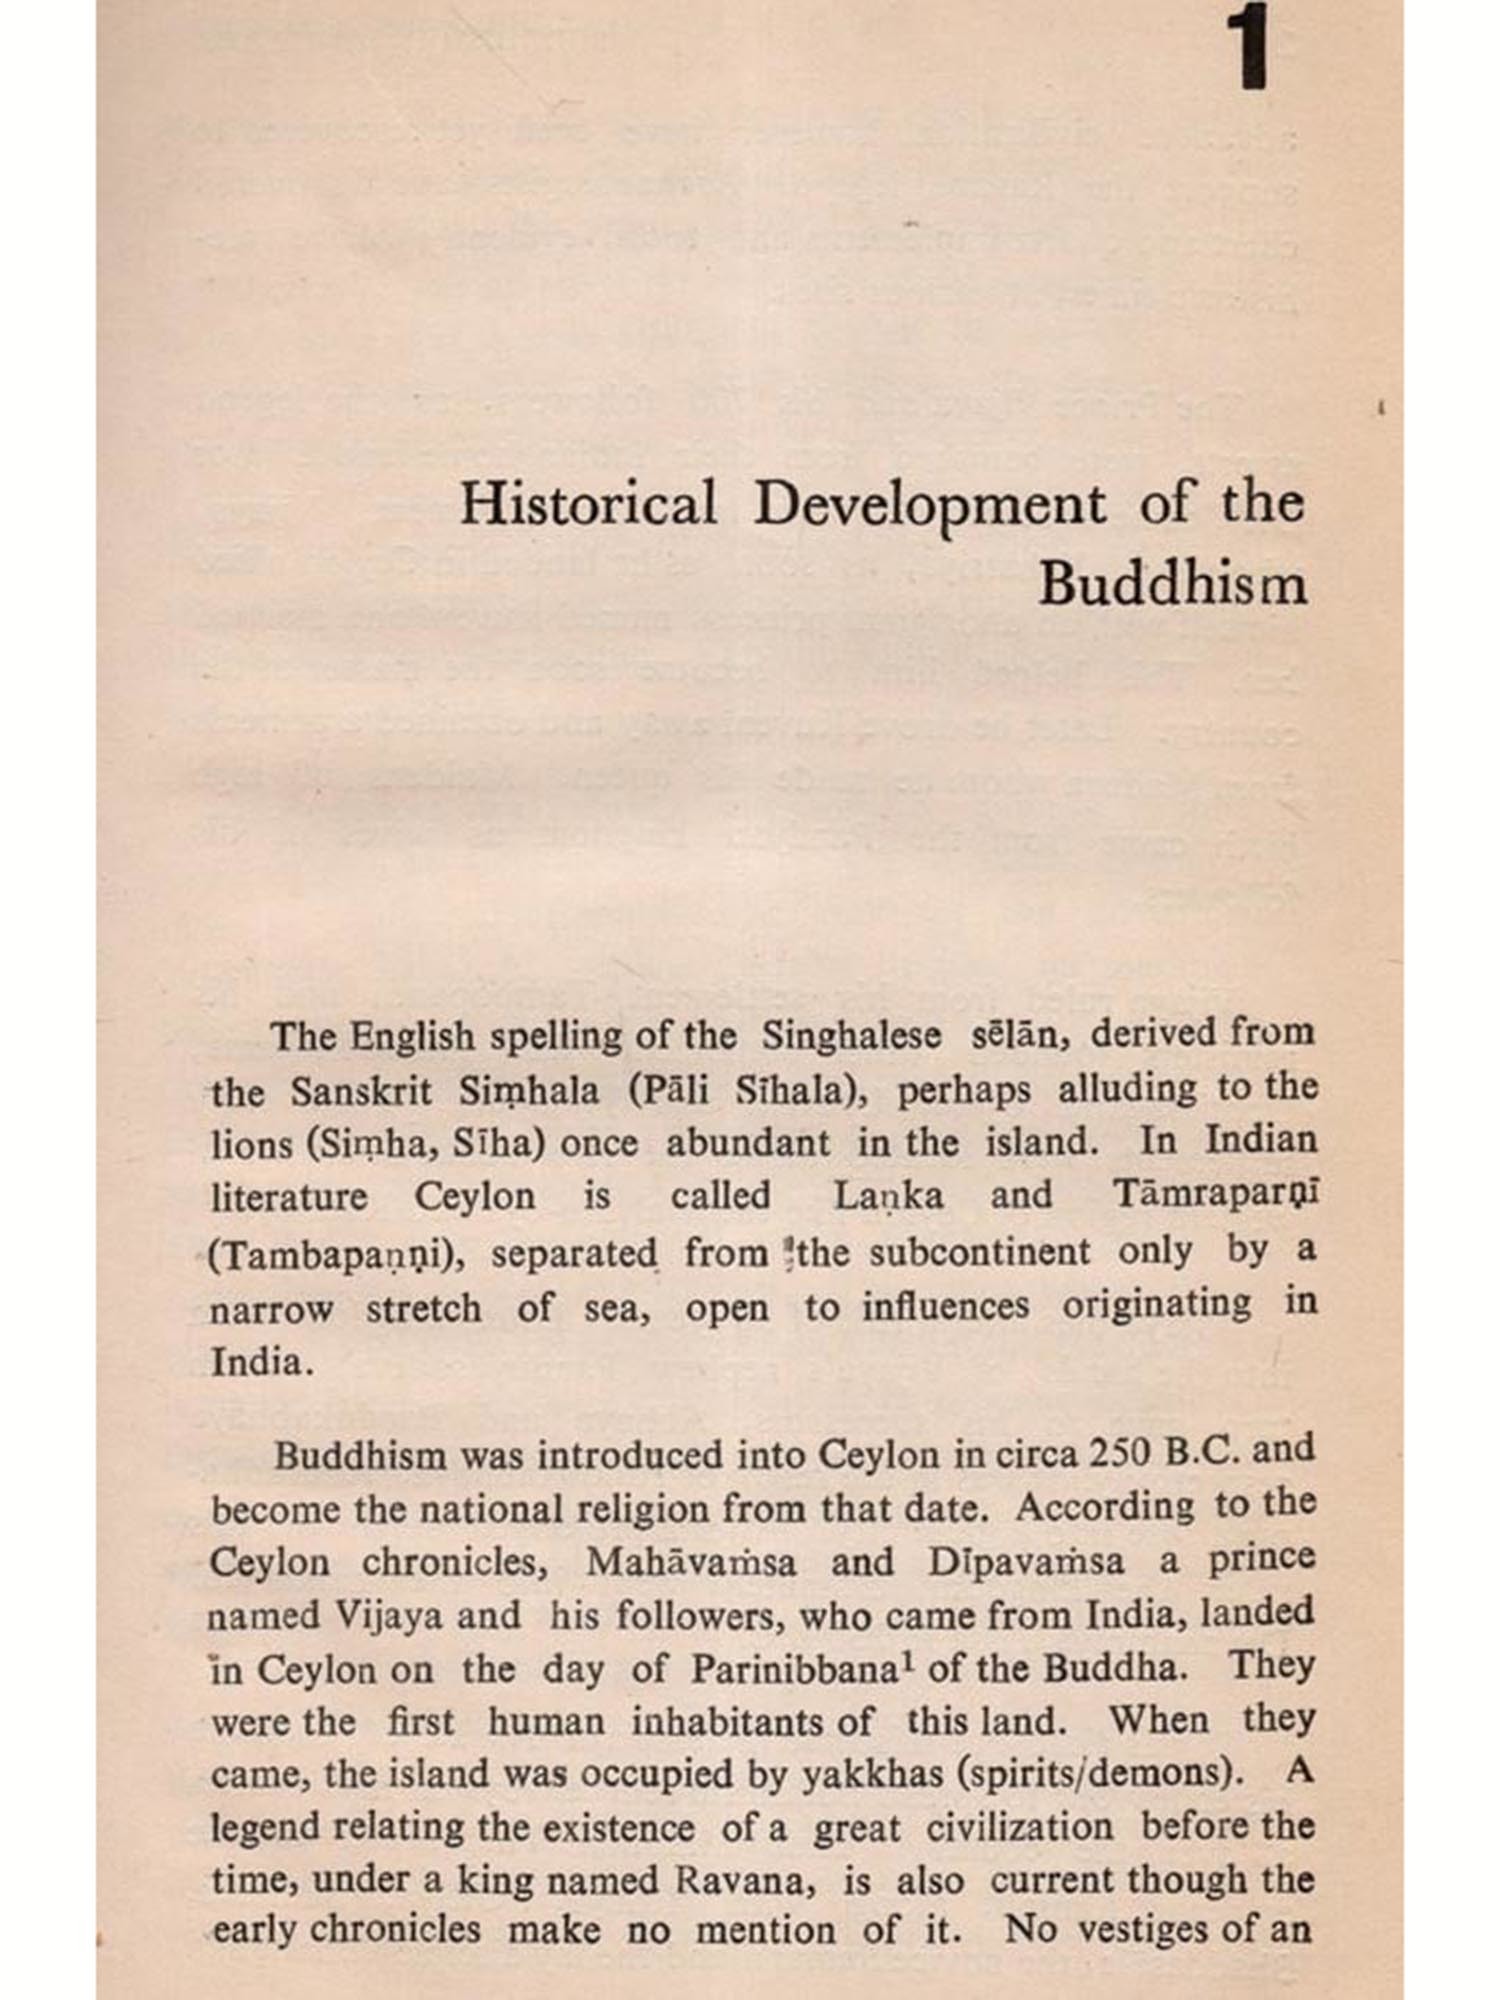 1
Historical Development of the
Buddhism
The English spelling of the Singhalese sēlān, derived from
the Sanskrit Siṃhala (Pāli Sīhala), perhaps alluding to the
lions (Siṃha, Sīha) once abundant in the island. In Indian
literature Ceylon is called Laṇka and Tāmraparṇī
(Tambapaṇṇi), separated from the subcontinent only by a
narrow stretch of sea, open to influences originating in
India.
Buddhism was introduced into Ceylon in circa 250 B.C. and
become the national religion from that date. According to the
Ceylon chronicles, Mahāvaṁsa and Dīpavaṁsa a prince
named Vijaya and his followers, who came from India, landed
in Ceylon on the day of Parinibbana¹ of the Buddha. They
were the first human inhabitants of this land. When they
came, the island was occupied by yakkhas (spirits/demons). A
legend relating the existence of a great civilization before the
time, under a king named Ravana, is also current though the
early chronicles make no mention of it. No vestiges of an